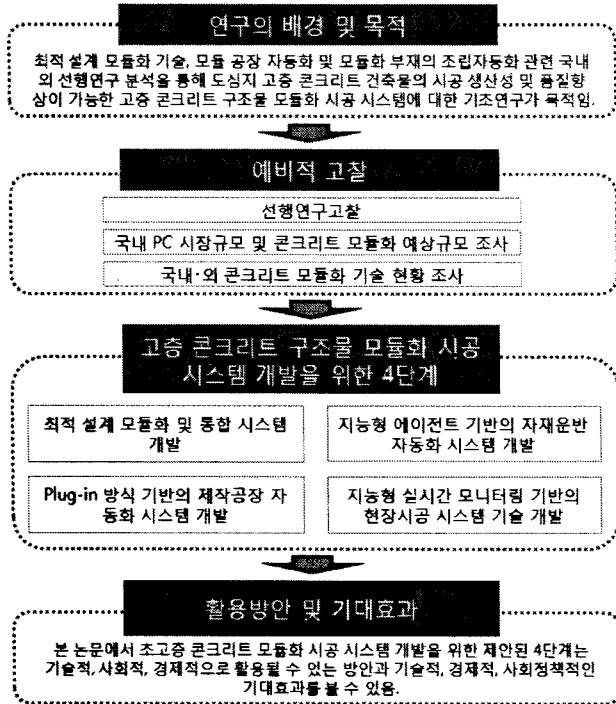 연구의 배경 및 목적
최적 설계 모듈화 기술, 모듈 공장 자동화 및 모듈화 부재의 조립자동화 관련 국내
외 선행연구 분석을 통해 도심지 고층 콘크리트 건축물의 시공 생산성 및 품질향
상이 가능한 고층 콘크리트 구조물 모듈화 시공 시스템에 대한 기초연구가 목적임.
예비적 고찰
선행연구고찰
국내 PC 시장규모 및 콘크리트 모듈화 예상규모 조사
국내·외 콘크리트 모듈화 기술 현황 조사
고층 콘크리트 구조물 모듈화 시공
시스템 개발을 위한 4단계
최적 설계 모듈화 및 통합 시스템
개발
지능형 에이전트 기반의 자재운반
자동화 시스템 개발
Plug-in 방식 기반의 제작공장 자
동화 시스템 개발
지능형 실시간 모니터링 기반의
현장시공 시스템 기술 개발
활용방안 및 기대효과
본 논문에서 초고층 콘크리트 모듈화 시공 시스템 개발을 위한 제안된 4단계는
기술적, 사회적, 경제적으로 활용될 수 있는 방안과 기술적, 경제적, 사회정책적인
기대효과를 볼 수 있음.